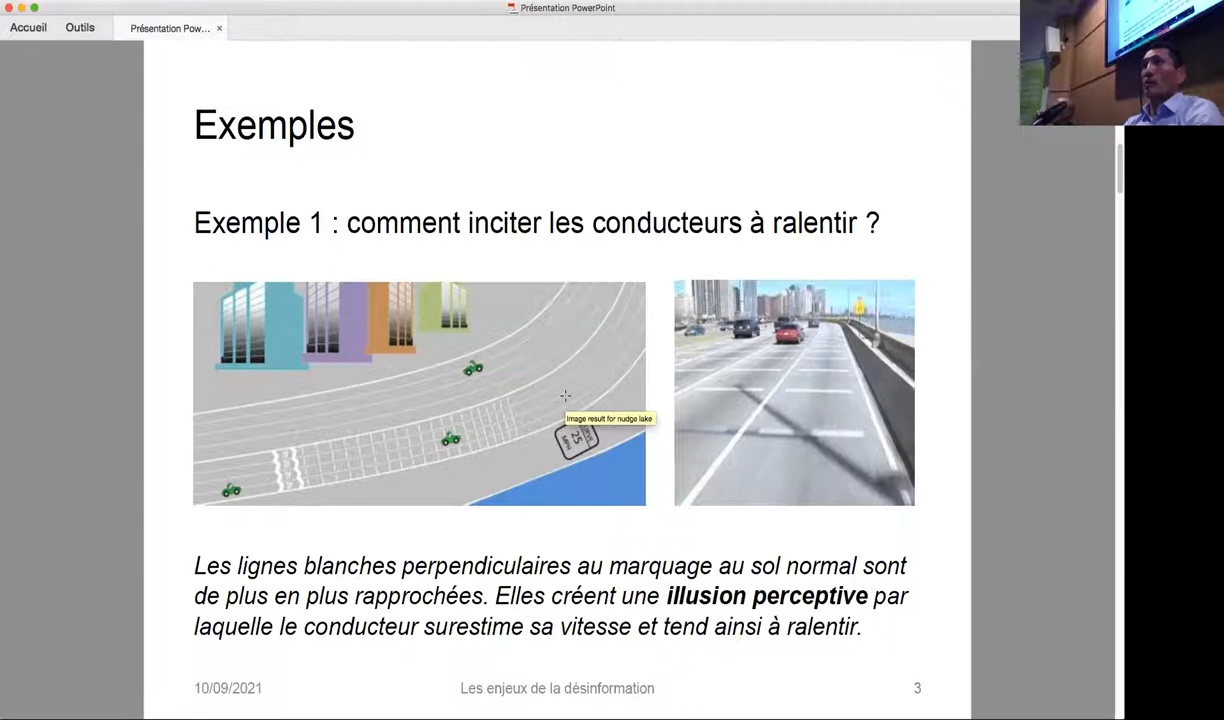 Présentation PowerPoint
Accueil
Outils
Présentation Pow...
×
Exemples
Exemple 1 : comment inciter les conducteurs à ralentir ?
Image result for nudge lake
CURVE
25
MPH
Les lignes blanches perpendiculaires au marquage au sol normal sont
de plus en plus rapprochées. Elles créent une illusion perceptive par
laquelle le conducteur surestime sa vitesse et tend ainsi à ralentir.
10/09/2021
Les enjeux de la désinformation
3